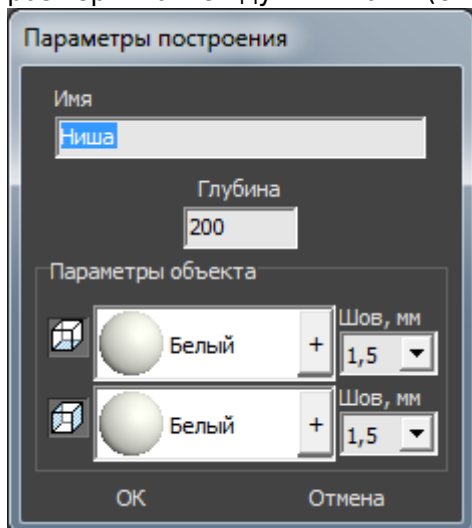 Параметры построения
Имя
Ниша
Глубина
200
Параметры объекта
Шов, мм
Белый + 1,5
Шов, мм
Белый + 1,5
ОК Отмена